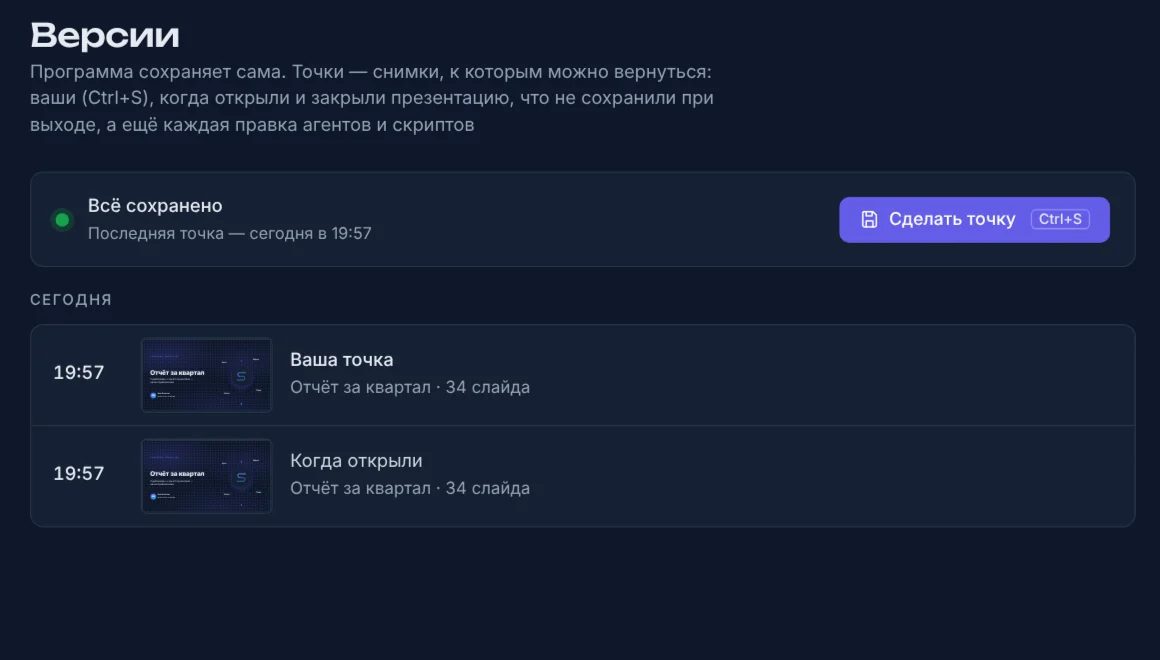 Версии
Программа сохраняет сама. Точки — снимки, к которым можно вернуться:
ваши (Ctrl+S), когда открыли и закрыли презентацию, что не сохранили при
выходе, а ещё каждая правка агентов и скриптов
Всё сохранено
Последняя точка — сегодня в 19:57
Сделать точку Ctrl+S
СЕГОДНЯ
19:57
Отчёт за квартал
Ваша точка
Отчёт за квартал · 34 слайда
19:57
Отчёт за квартал
Когда открыли
Отчёт за квартал · 34 слайда